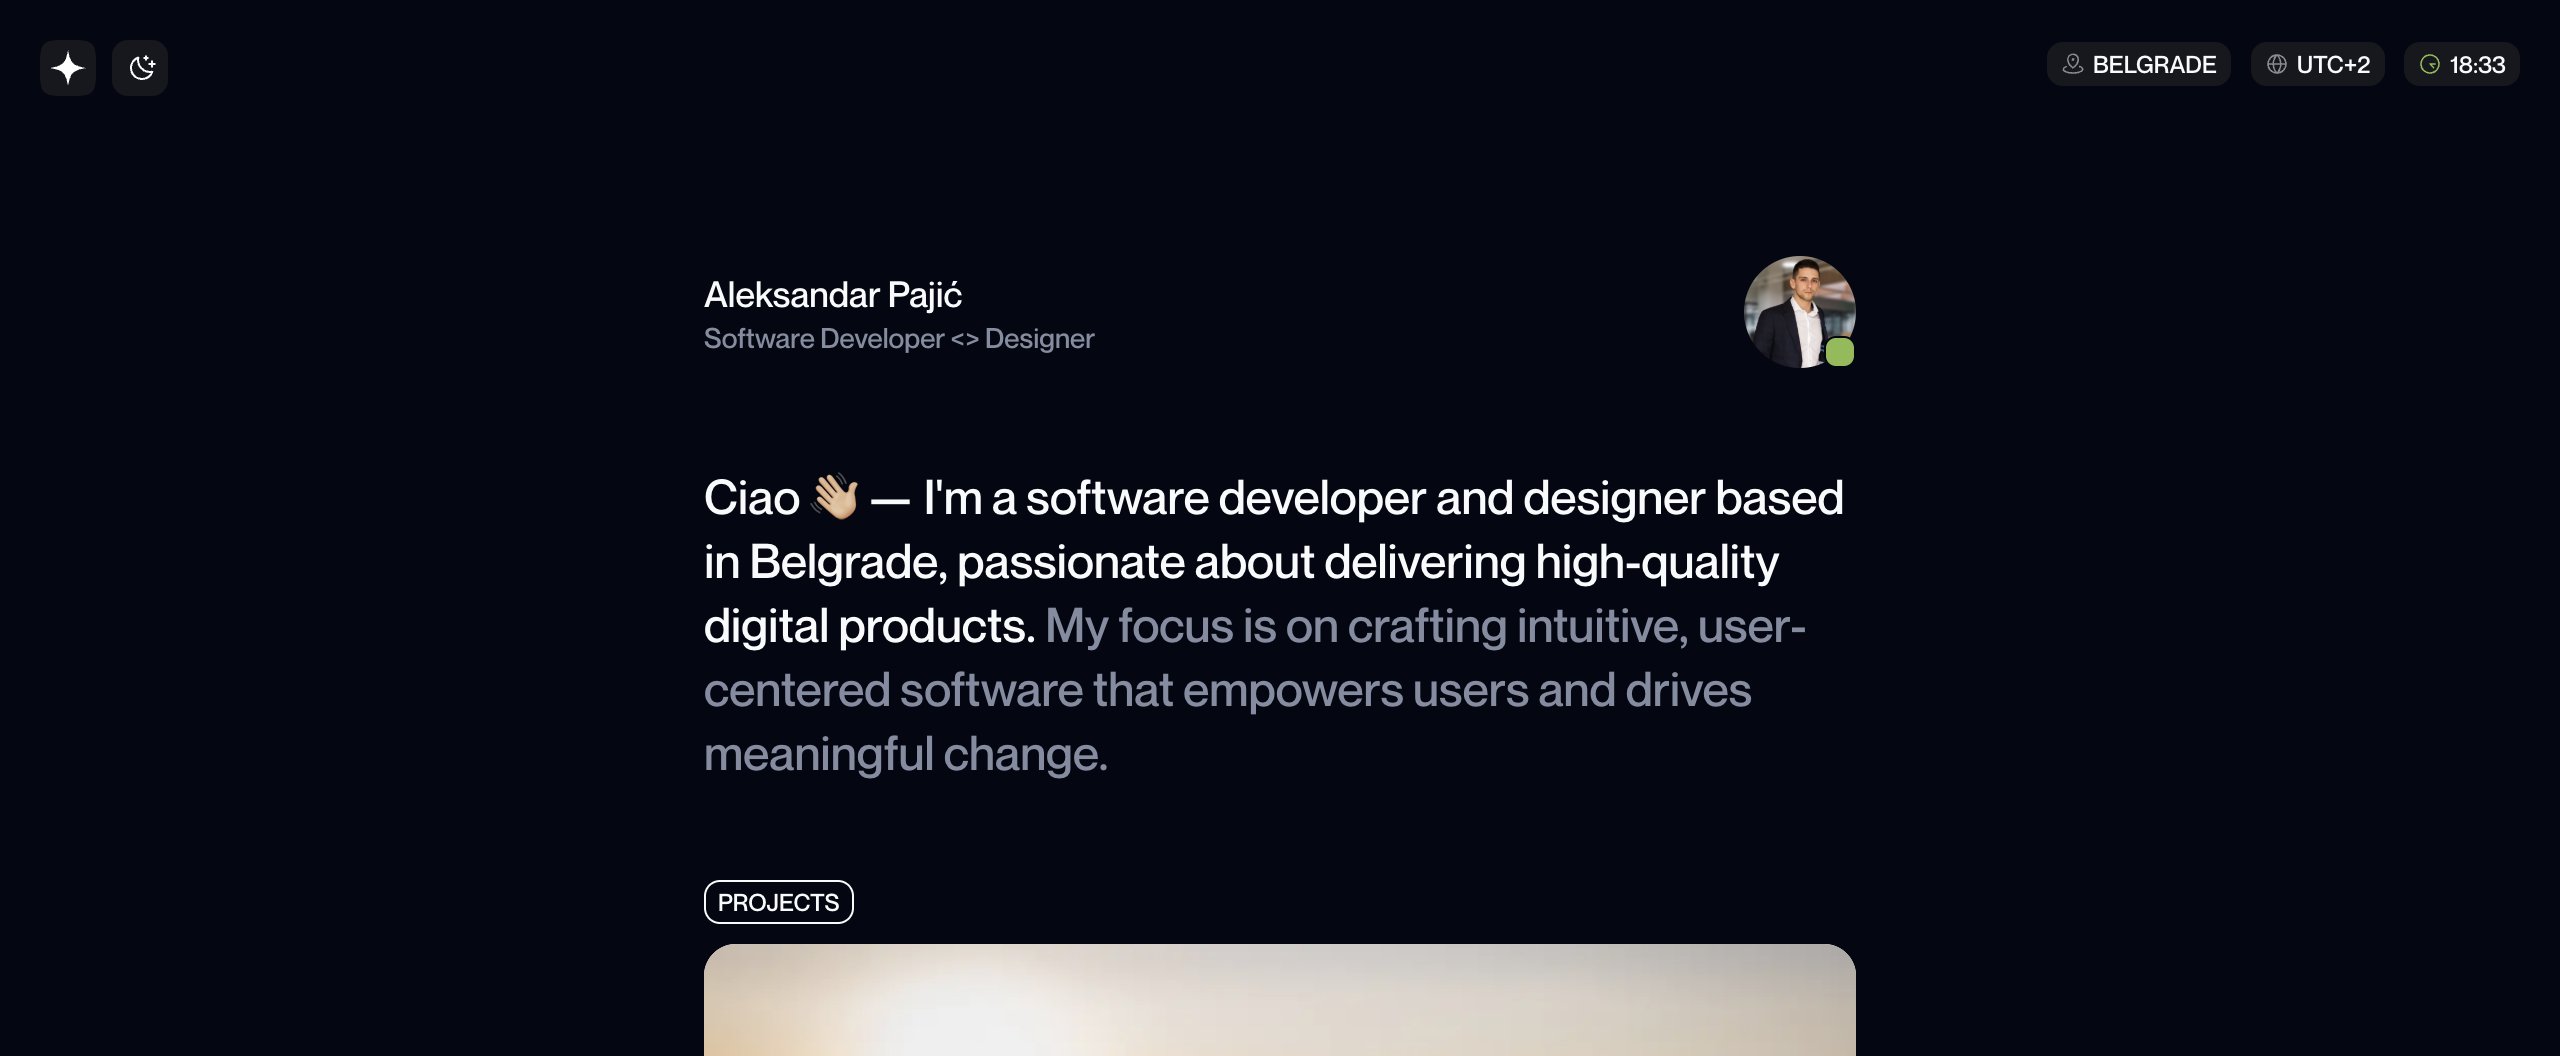 BELGRADE
UTC+2
18:33
Aleksandar Pajić
Software Developer <> Designer
Ciao 👋🏼 — I'm a software developer and designer based
in Belgrade, passionate about delivering high-quality
digital products. My focus is on crafting intuitive, user-
centered software that empowers users and drives
meaningful change.
PROJECTS